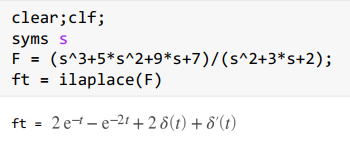 clear;clf;
syms s
F = (s^3+5*s^2+9*s+7)/(s^2+3*s+2);
ft = ilaplace(F)
ft = 2 e^-t − e^-2t + 2 δ(t) + δ′(t)